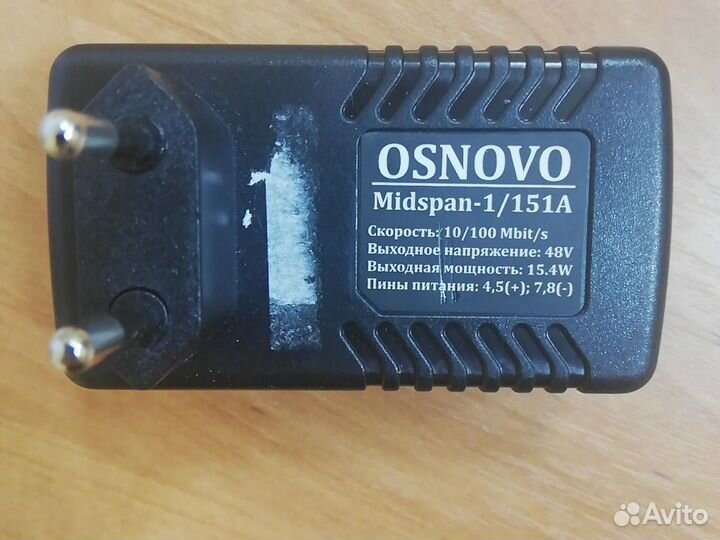 OSNOVO
Midspan-1/151A
Скорость: 10/100 Mbit/s
Выходное напряжение: 48V
Выходная мощность: 15.4W
Пины питания: 4,5(+); 7,8(-)
Avito